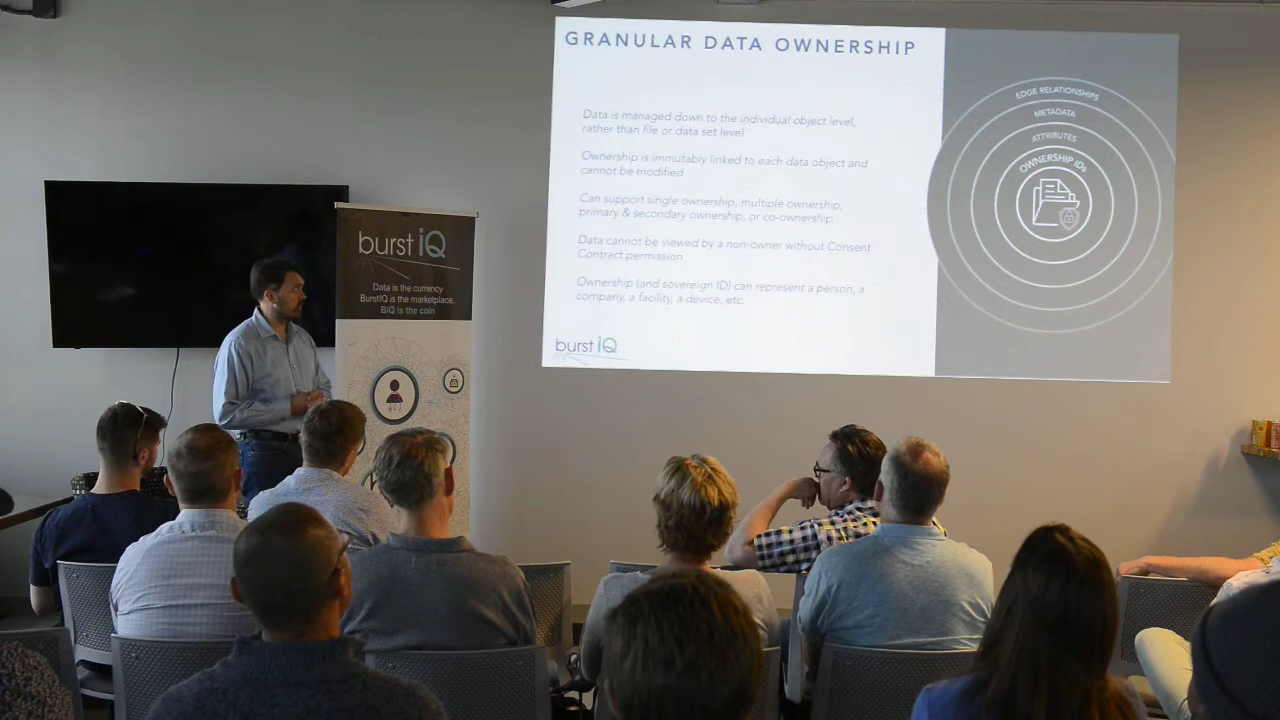 GRANULAR DATA OWNERSHIP
Data is managed down to the individual object level,
rather than file or data set level
Ownership is immutably linked to each data object and
cannot be modified
Can support single ownership, multiple ownership,
primary & secondary ownership, or co-ownership
Data cannot be viewed by a non-owner without Consent
Contract permission
Ownership (and sovereign ID) can represent a person, a
company, a facility, a device, etc.
burst iQ
EDGE RELATIONSHIPS
METADATA
ATTRIBUTES
OWNERSHIP IDs
burst iQ
Data is the currency
BurstIQ is the marketplace.
BiQ is the coin